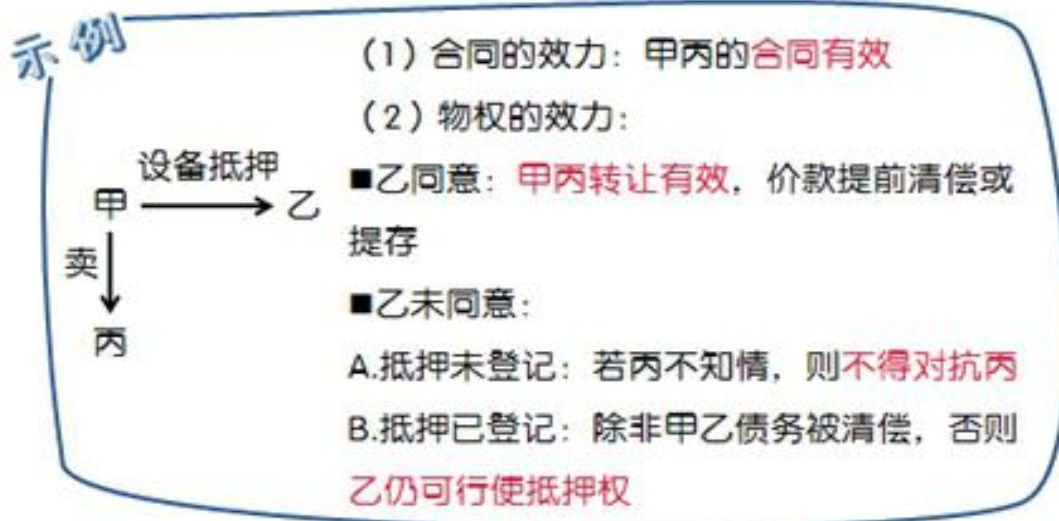 示例
(1)合同的效力：甲丙的合同有效
(2)物权的效力：
设备抵押
甲
乙
卖
丙
■乙同意：甲丙转让有效，价款提前清偿或
提存
■乙未同意：
A.抵押未登记：若丙不知情，则不得对抗丙
B.抵押已登记：除非甲乙债务被清偿，否则
乙仍可行使抵押权